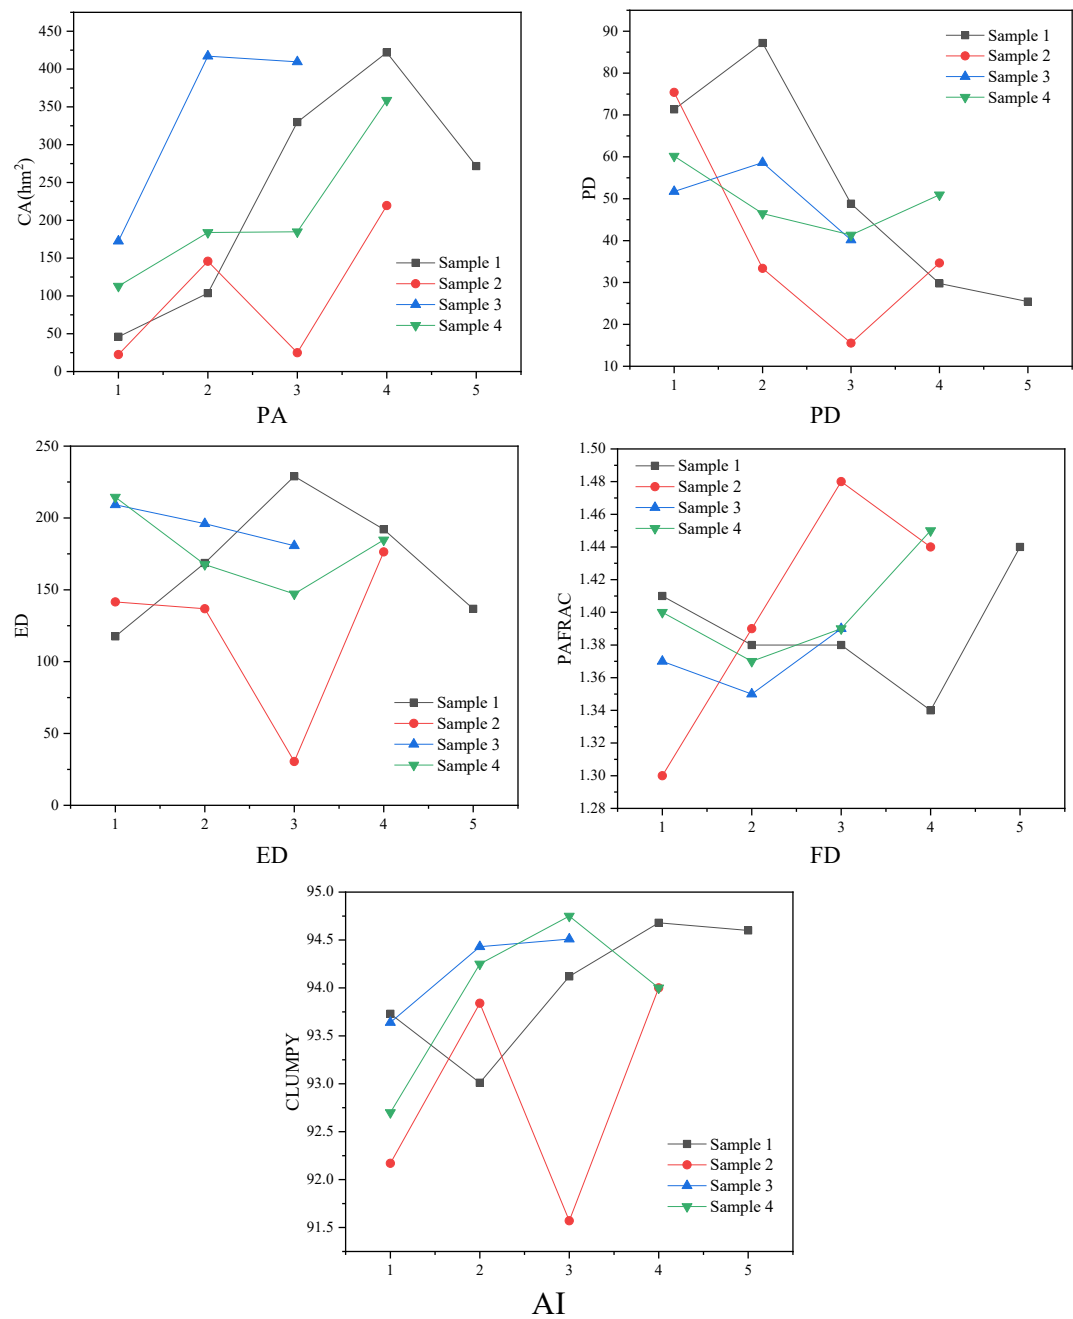 CA(hm²)
450
400
350
300
250
200
150
100
50
0
Sample 1
Sample 2
Sample 3
Sample 4
1 2 3 4 5
PA
PD
90
80
70
60
50
40
30
20
10
Sample 1
Sample 2
Sample 3
Sample 4
1 2 3 4 5
PD
ED
250
200
150
100
50
0
Sample 1
Sample 2
Sample 3
Sample 4
1 2 3 4 5
ED
PAFRAC
1.50
1.48
1.46
1.44
1.42
1.40
1.38
1.36
1.34
1.32
1.30
1.28
Sample 1
Sample 2
Sample 3
Sample 4
1 2 3 4 5
FD
CLUMPY
95.0
94.5
94.0
93.5
93.0
92.5
92.0
91.5
Sample 1
Sample 2
Sample 3
Sample 4
1 2 3 4 5
AI